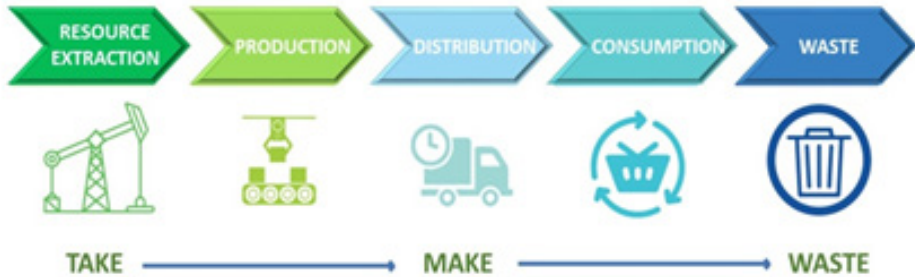 RESOURCE
EXTRACTION
PRODUCTION
DISTRIBUTION
CONSUMPTION
WASTE
TAKE
MAKE
WASTE